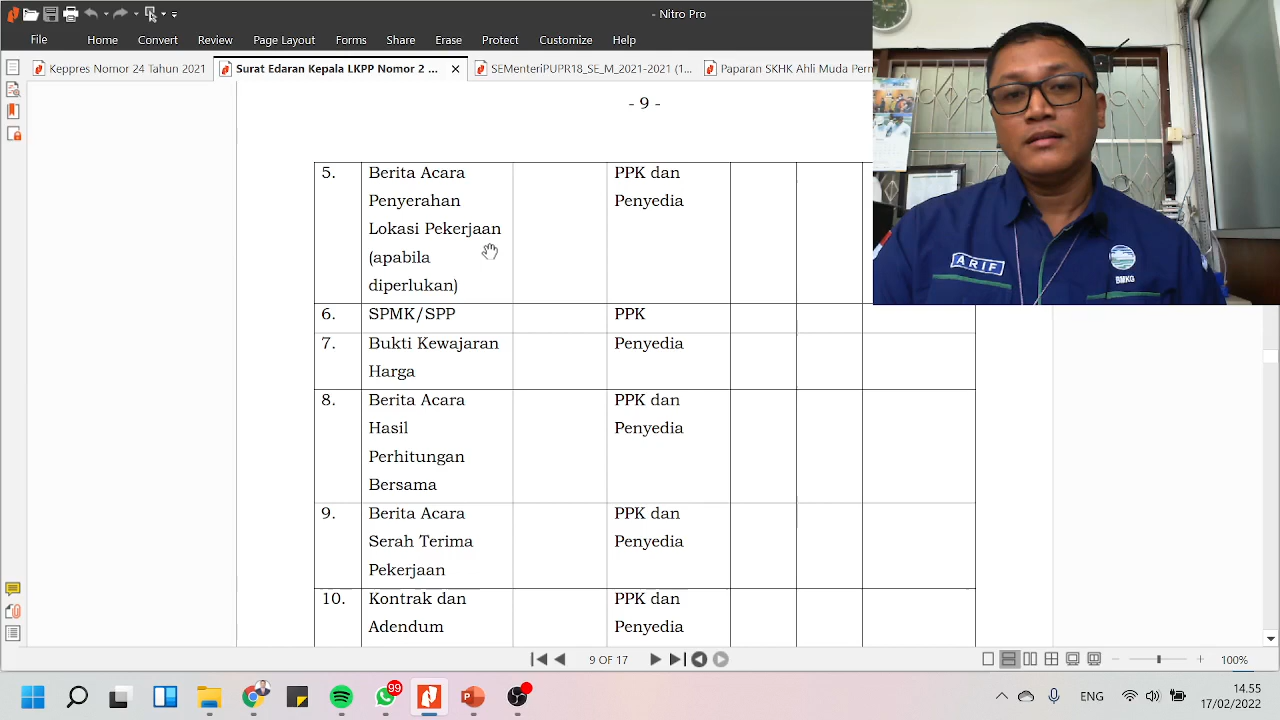 - Nitro Pro
File
Home
Convert
Review
Page Layout
Forms
Share
Erase
Protect
Customize
Help
Keppres Nomor 24 Tahun 2021
Surat Edaran Kepala LKPP Nomor 2 ...
SEMenteriPUPR18_SE_M_2021-2021 (1...
Paparan SKHK Ahli Muda Perm
- 9 -
5. Berita Acara Penyerahan Lokasi Pekerjaan (apabila diperlukan) PPK dan Penyedia
6. SPMK/SPP PPK
7. Bukti Kewajaran Harga Penyedia
8. Berita Acara Hasil Perhitungan Bersama PPK dan Penyedia
9. Berita Acara Serah Terima Pekerjaan PPK dan Penyedia
10. Kontrak dan Adendum PPK dan Penyedia
ARIF
BMKG
9 OF 17
100%
99
ENG
14.55
17/02/2022